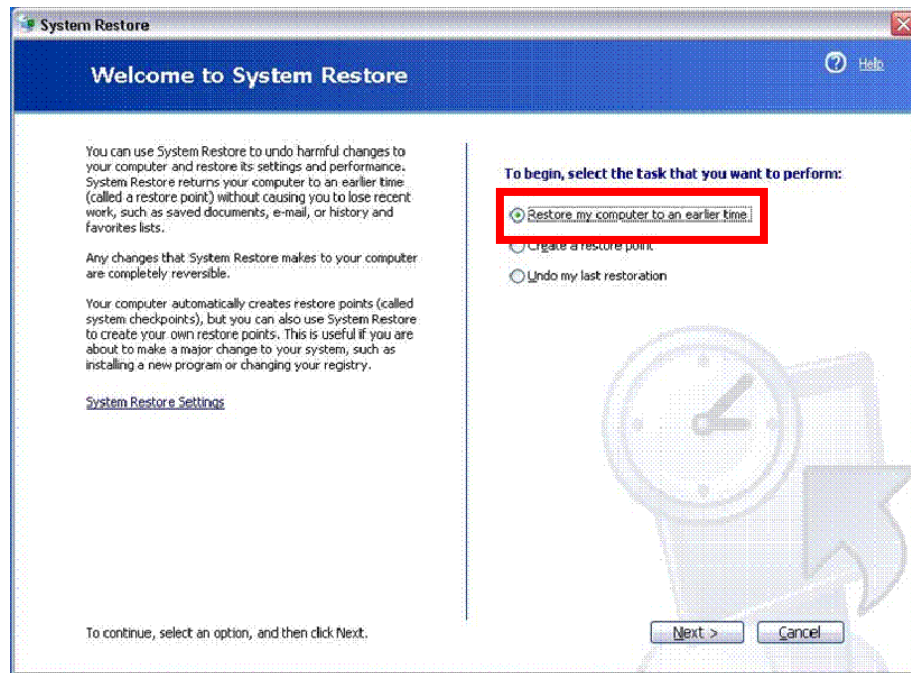 System Restore
Welcome to System Restore
Help
You can use System Restore to undo harmful changes to
your computer and restore its settings and performance.
System Restore returns your computer to an earlier time
(called a restore point) without causing you to lose recent
work, such as saved documents, e-mail, or history and
favorites lists.
Any changes that System Restore makes to your computer
are completely reversible.
Your computer automatically creates restore points (called
system checkpoints), but you can also use System Restore
to create your own restore points. This is useful if you are
about to make a major change to your system, such as
installing a new program or changing your registry.
System Restore Settings
To begin, select the task that you want to perform:
Restore my computer to an earlier time
Create a restore point
Undo my last restoration
To continue, select an option, and then click Next.
Next >
Cancel